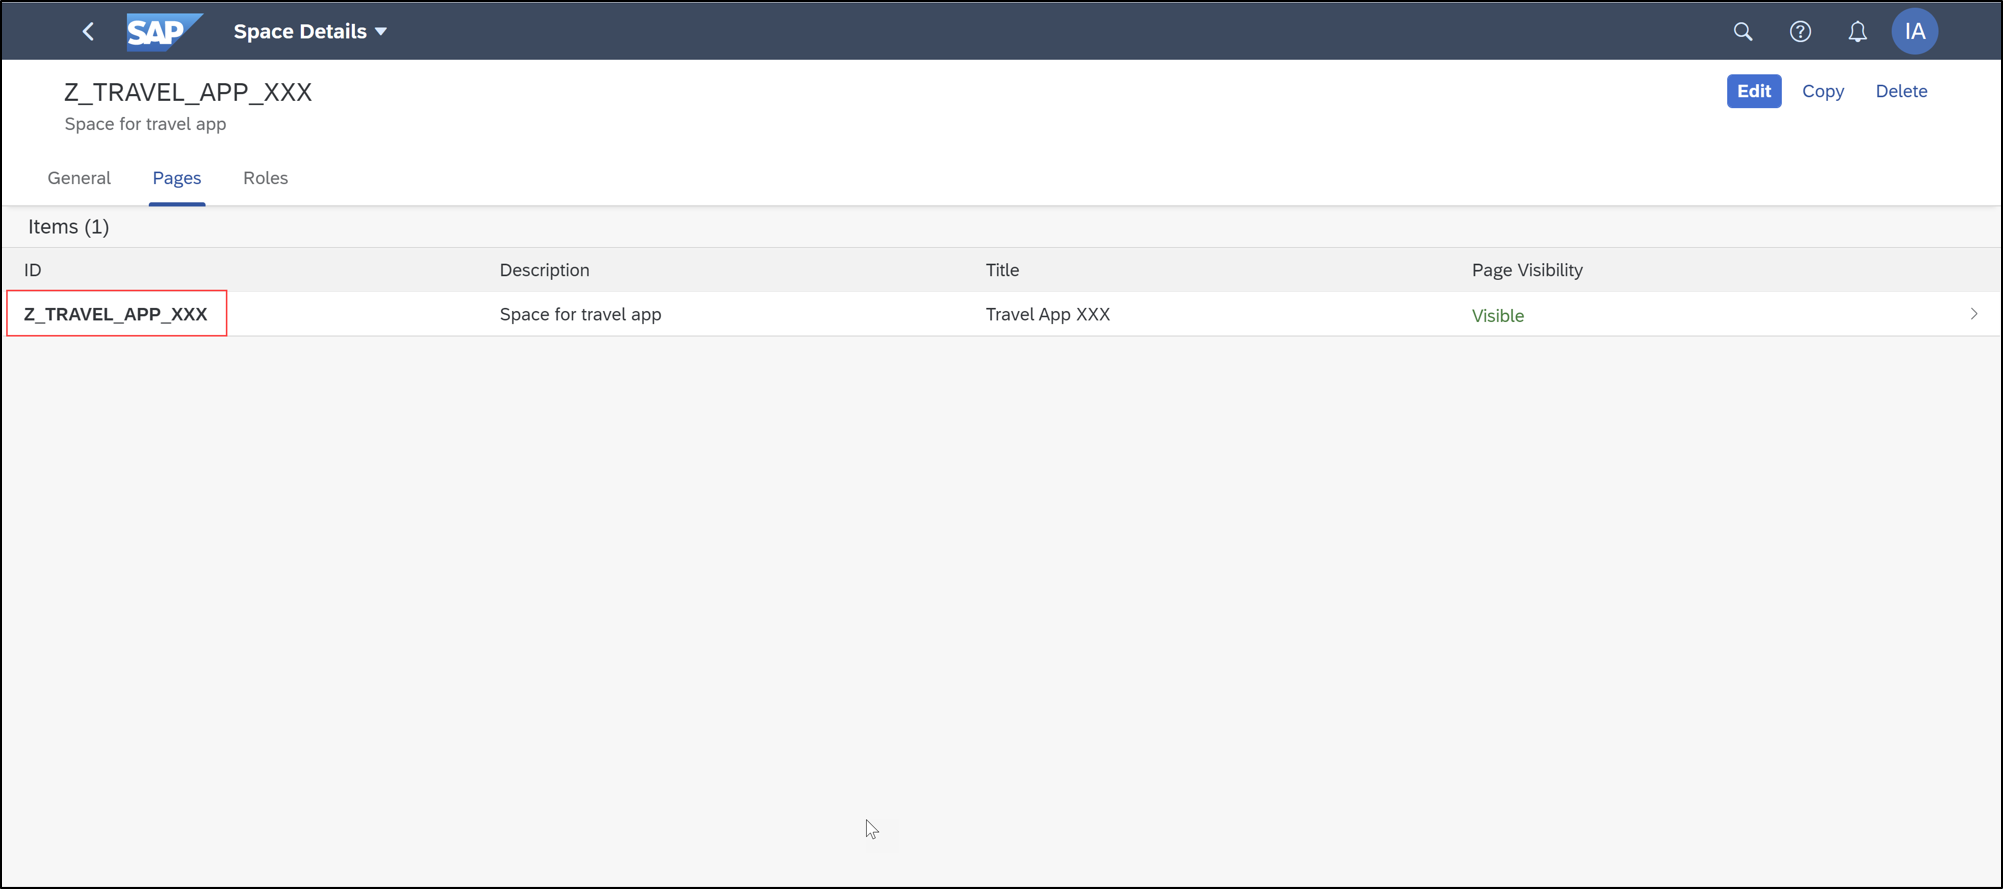 SAP Space Details IA
Z_TRAVEL_APP_XXX Edit Copy Delete
Space for travel app
General Pages Roles
Items (1)
ID Description Title Page Visibility
Z_TRAVEL_APP_XXX Space for travel app Travel App XXX Visible